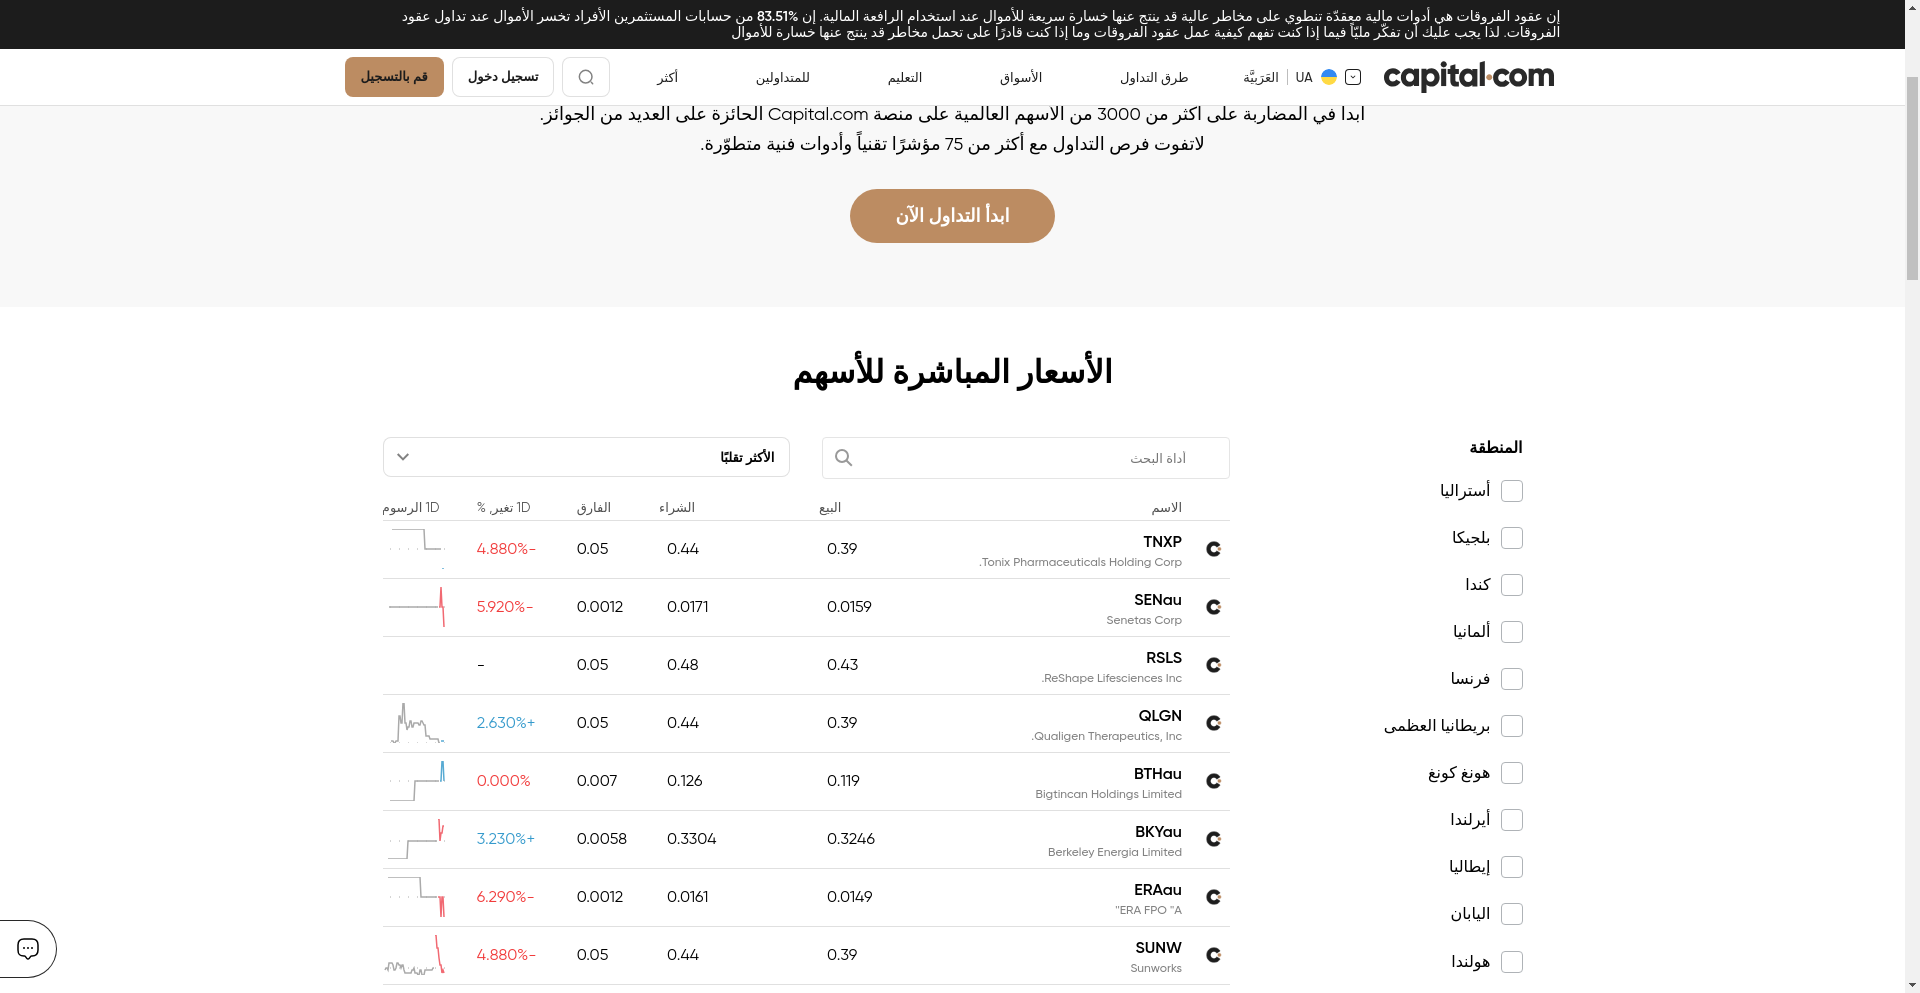 إن عقود الفروقات هي أدوات مالية معقدّة تنطوي على مخاطر عالية قد ينتج عنها خسارة سريعة للأموال عند استخدام الرافعة المالية. إن 83.51% من حسابات المستثمرين الأفراد تخسر الأموال عند تداول عقود
الفروقات. لذا يجب عليك أن تفكّر مليّاً فيما إذا كنت تفهم كيفية عمل عقود الفروقات وما إذا كنت قادرًا على تحمل مخاطر قد ينتج عنها خسارة للأموال
capital.com
UA | العَرَبِيَّة
طرق التداول
الأسواق
التعليم
للمتداولين
أكثر
تسجيل دخول
قم بالتسجيل
ابدأ في المضاربة على أكثر من 3000 من الأسهم العالمية على منصة Capital.com الحائزة على العديد من الجوائز.
لاتفوت فرص التداول مع أكثر من 75 مؤشرًا تقنياً وأدوات فنية متطوّرة.
ابدأ التداول الآن
الأسعار المباشرة للأسهم
المنطقة
أستراليا
بلجيكا
كندا
ألمانيا
فرنسا
بريطانيا العظمى
هونغ كونغ
أيرلندا
إيطاليا
اليابان
هولندا
أداة البحث
الأكثر تقلبًا
الاسم البيع الشراء الفارق 1D تغير, % 1D الرسوم
TNXP 0.39 0.44 0.05 4.880%-
.Tonix Pharmaceuticals Holding Corp
SENau 0.0159 0.0171 0.0012 5.920%-
Senetas Corp
RSLS 0.43 0.48 0.05 -
.ReShape Lifesciences Inc
QLGN 0.39 0.44 0.05 2.630%+
.Qualigen Therapeutics, Inc
BTHau 0.119 0.126 0.007 0.000%
Bigtincan Holdings Limited
BKYau 0.3246 0.3304 0.0058 3.230%+
Berkeley Energia Limited
ERAau 0.0149 0.0161 0.0012 6.290%-
"ERA FPO "A
SUNW 0.39 0.44 0.05 4.880%-
Sunworks